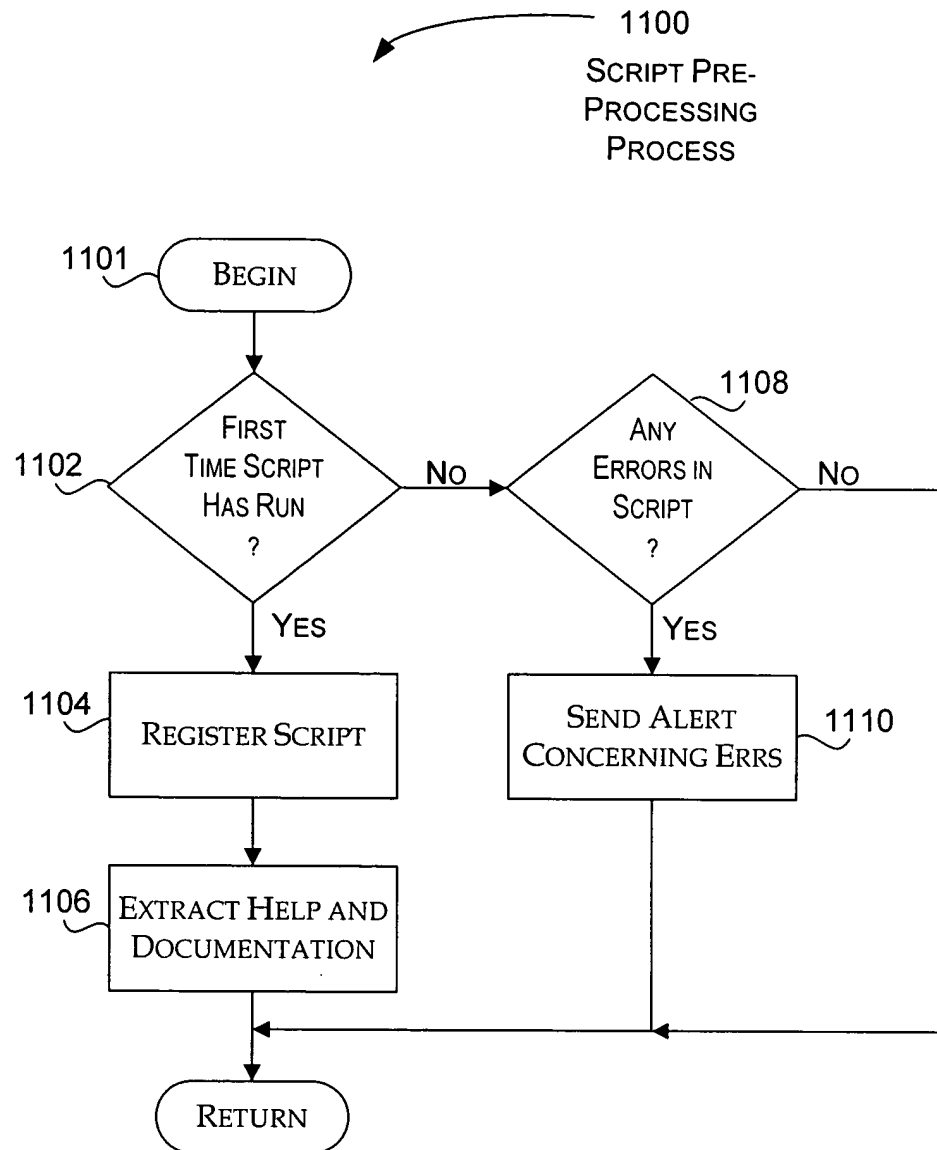 1100
SCRIPT PRE-
PROCESSING
PROCESS
1101
BEGIN
1102
FIRST
TIME SCRIPT
HAS RUN
?
NO
YES
1108
ANY
ERRORS IN
SCRIPT
?
NO
YES
1104
REGISTER SCRIPT
SEND ALERT
CONCERNING ERRS
1110
1106
EXTRACT HELP AND
DOCUMENTATION
RETURN